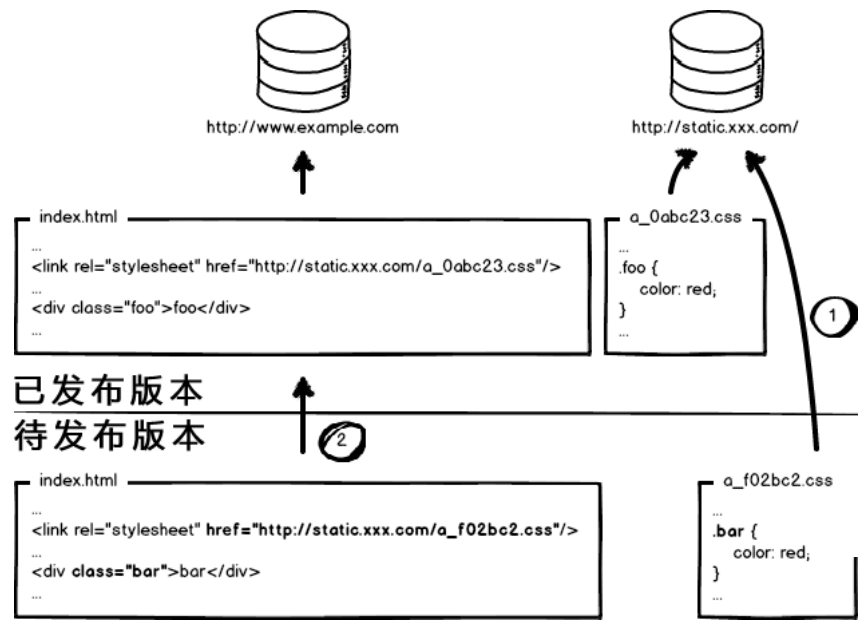 http://www.example.com
http://static.xxx.com/
index.html
...
<link rel="stylesheet" href="http://static.xxx.com/a_0abc23.css"/>
...
<div class="foo">foo</div>
...
a_0abc23.css
...
.foo {
color: red;
}
...
1
已发布版本
待发布版本
2
index.html
...
<link rel="stylesheet" href="http://static.xxx.com/a_f02bc2.css"/>
...
<div class="bar">bar</div>
...
a_f02bc2.css
...
.bar {
color: red;
}
...